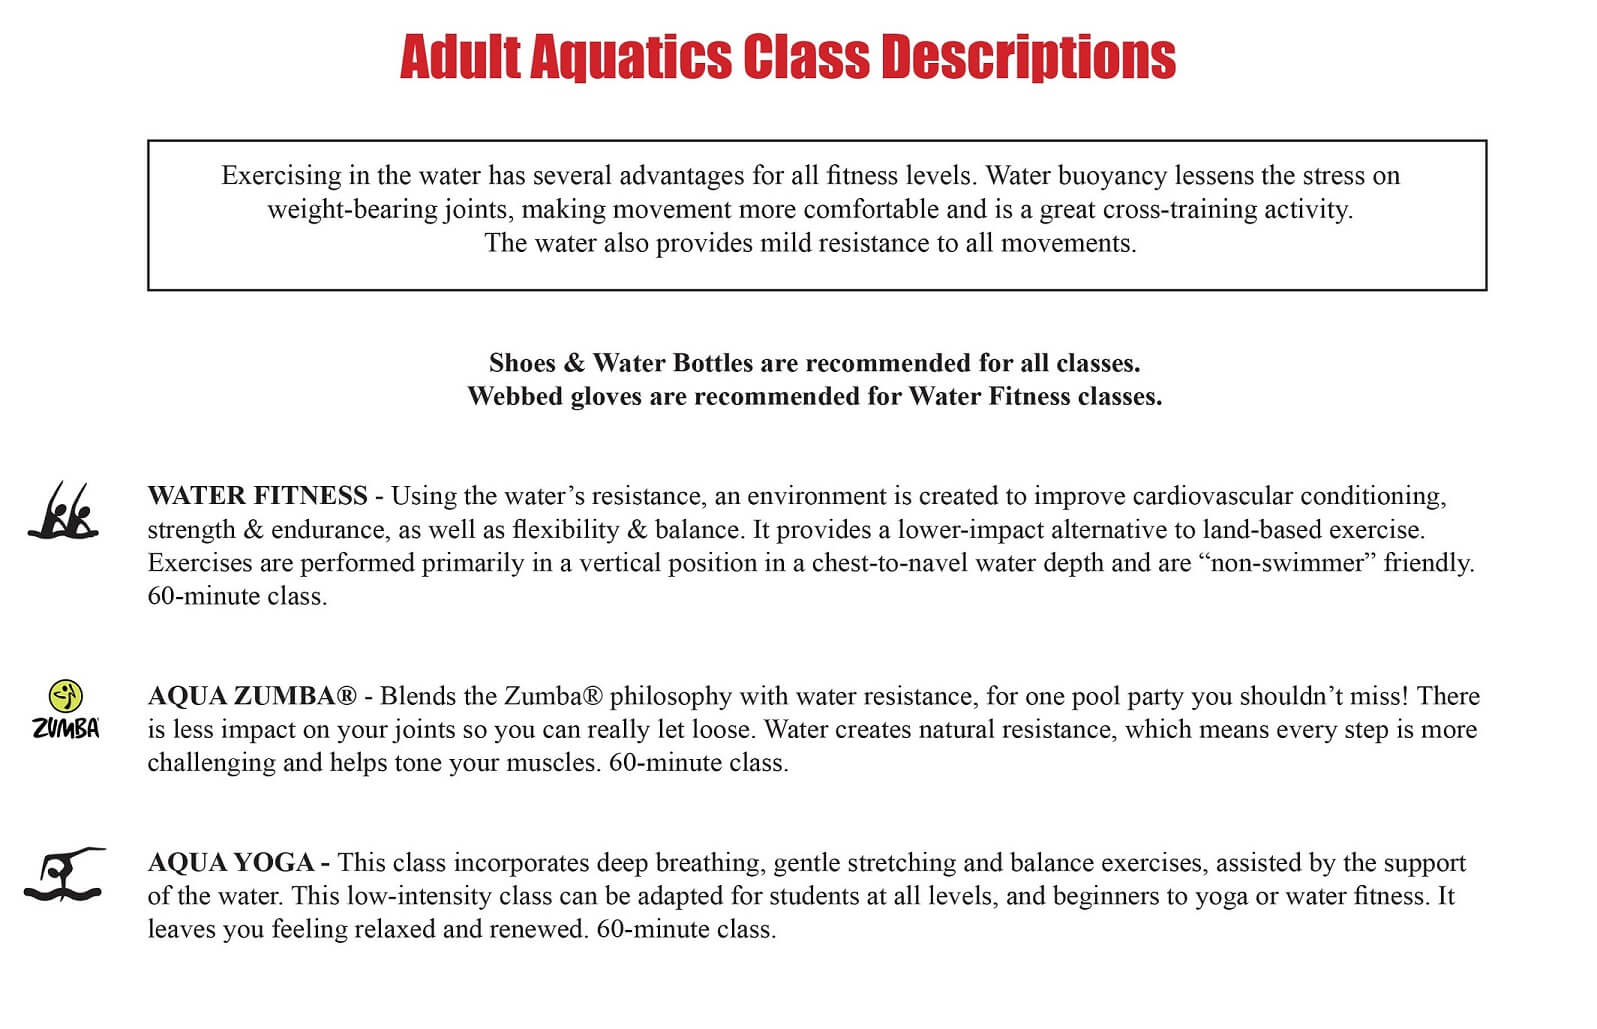 Adult Aquatics Class Descriptions
Exercising in the water has several advantages for all fitness levels. Water buoyancy lessens the stress on
weight-bearing joints, making movement more comfortable and is a great cross-training activity.
The water also provides mild resistance to all movements.
Shoes & Water Bottles are recommended for all classes.
Webbed gloves are recommended for Water Fitness classes.
WATER FITNESS - Using the water’s resistance, an environment is created to improve cardiovascular conditioning,
strength & endurance, as well as flexibility & balance. It provides a lower-impact alternative to land-based exercise.
Exercises are performed primarily in a vertical position in a chest-to-navel water depth and are “non-swimmer” friendly.
60-minute class.
ZUMBA
AQUA ZUMBA® - Blends the Zumba® philosophy with water resistance, for one pool party you shouldn’t miss! There
is less impact on your joints so you can really let loose. Water creates natural resistance, which means every step is more
challenging and helps tone your muscles. 60-minute class.
AQUA YOGA - This class incorporates deep breathing, gentle stretching and balance exercises, assisted by the support
of the water. This low-intensity class can be adapted for students at all levels, and beginners to yoga or water fitness. It
leaves you feeling relaxed and renewed. 60-minute class.